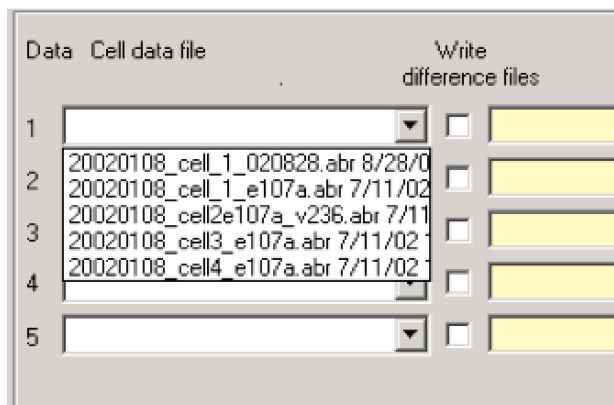 Data Cell data file Write
difference files
1
20020108_cell_1_020828.abr 8/28/0
2
20020108_cell_1_e107a.abr 7/11/02
20020108_cell2e107a_v236.abr 7/11
3
20020108_cell3_e107a.abr 7/11/02
20020108_cell4_e107a.abr 7/11/02
4
5